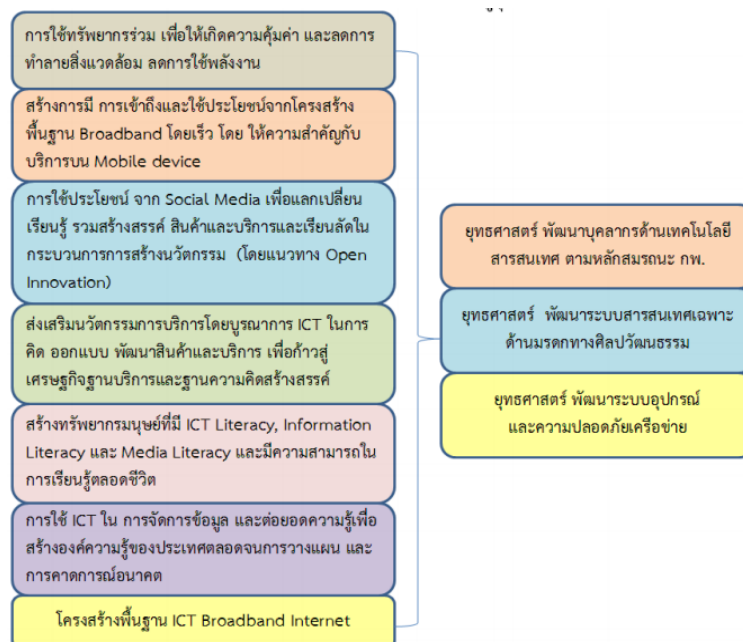 การใช้ทรัพยากรร่วม เพื่อให้เกิดความคุ้มค่า และลดการ
ทำลายสิ่งแวดล้อม ลดการใช้พลังงาน
สร้างการมี การเข้าถึงและใช้ประโยชน์จากโครงสร้าง
พื้นฐาน Broadband โดยเร็ว โดย ให้ความสำคัญกับ
บริการบน Mobile device
การใช้ประโยชน์ จาก Social Media เพื่อแลกเปลี่ยน
เรียนรู้ รวมสร้างสรรค์ สินค้าและบริการและเรียนลัดใน
กระบวนการการสร้างนวัตกรรม (โดยแนวทาง Open
Innovation)
ส่งเสริมนวัตกรรมการบริการโดยบูรณาการ ICT ในการ
คิด ออกแบบ พัฒนาสินค้าและบริการ เพื่อก้าวสู่
เศรษฐกิจฐานบริการและฐานความคิดสร้างสรรค์
สร้างทรัพยากรมนุษย์ที่มี ICT Literacy, Information
Literacy และ Media Literacy และมีความสามารถใน
การเรียนรู้ตลอดชีวิต
การใช้ ICT ใน การจัดการข้อมูล และต่อยอดความรู้เพื่อ
สร้างองค์ความรู้ของประเทศตลอดจนการวางแผน และ
การคาดการณ์อนาคต
โครงสร้างพื้นฐาน ICT Broadband Internet
ยุทธศาสตร์ พัฒนาบุคลากรด้านเทคโนโลยี
สารสนเทศ ตามหลักสมรถนะ กพ.
ยุทธศาสตร์ พัฒนาระบบสารสนเทศเฉพาะ
ด้านมรดกทางศิลปวัฒนธรรม
ยุทธศาสตร์ พัฒนาระบบอุปกรณ์
และความปลอดภัยเครือข่าย